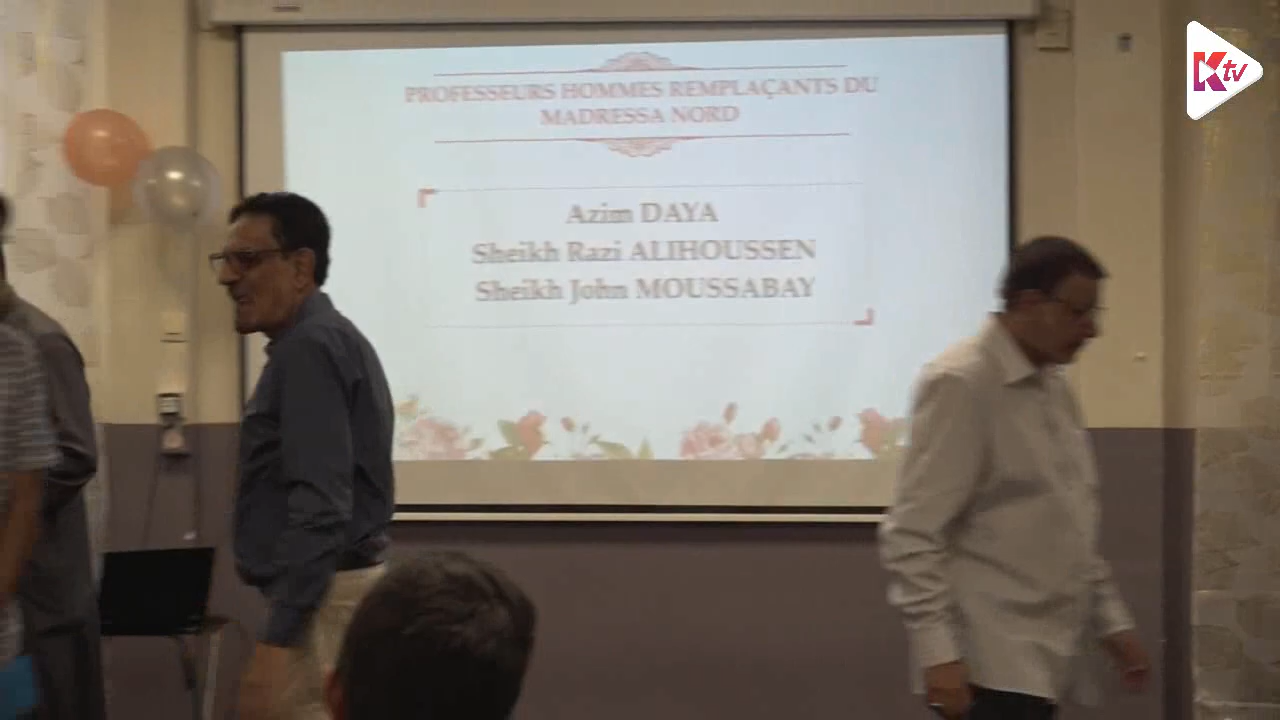 PROFESSEURS HOMMES REMPLAÇANTS DU
MADRESSA NORD
Azim DAYA
Sheikh Razi ALIHOUSSEN
Sheikh John MOUSSABAY
Ktv